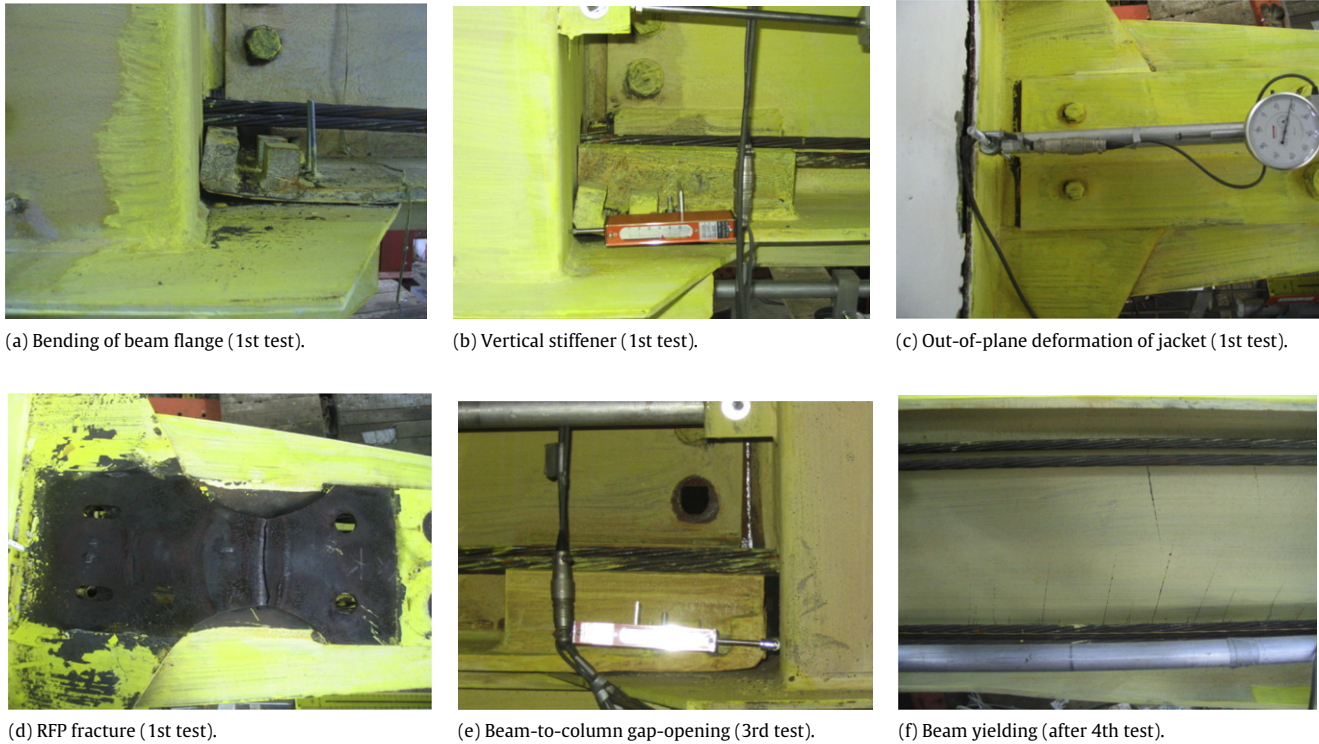 (a) Bending of beam flange (1st test).
(b) Vertical stiffener (1st test).
(c) Out-of-plane deformation of jacket (1st test).
(d) RFP fracture (1st test).
(e) Beam-to-column gap-opening (3rd test).
(f) Beam yielding (after 4th test).